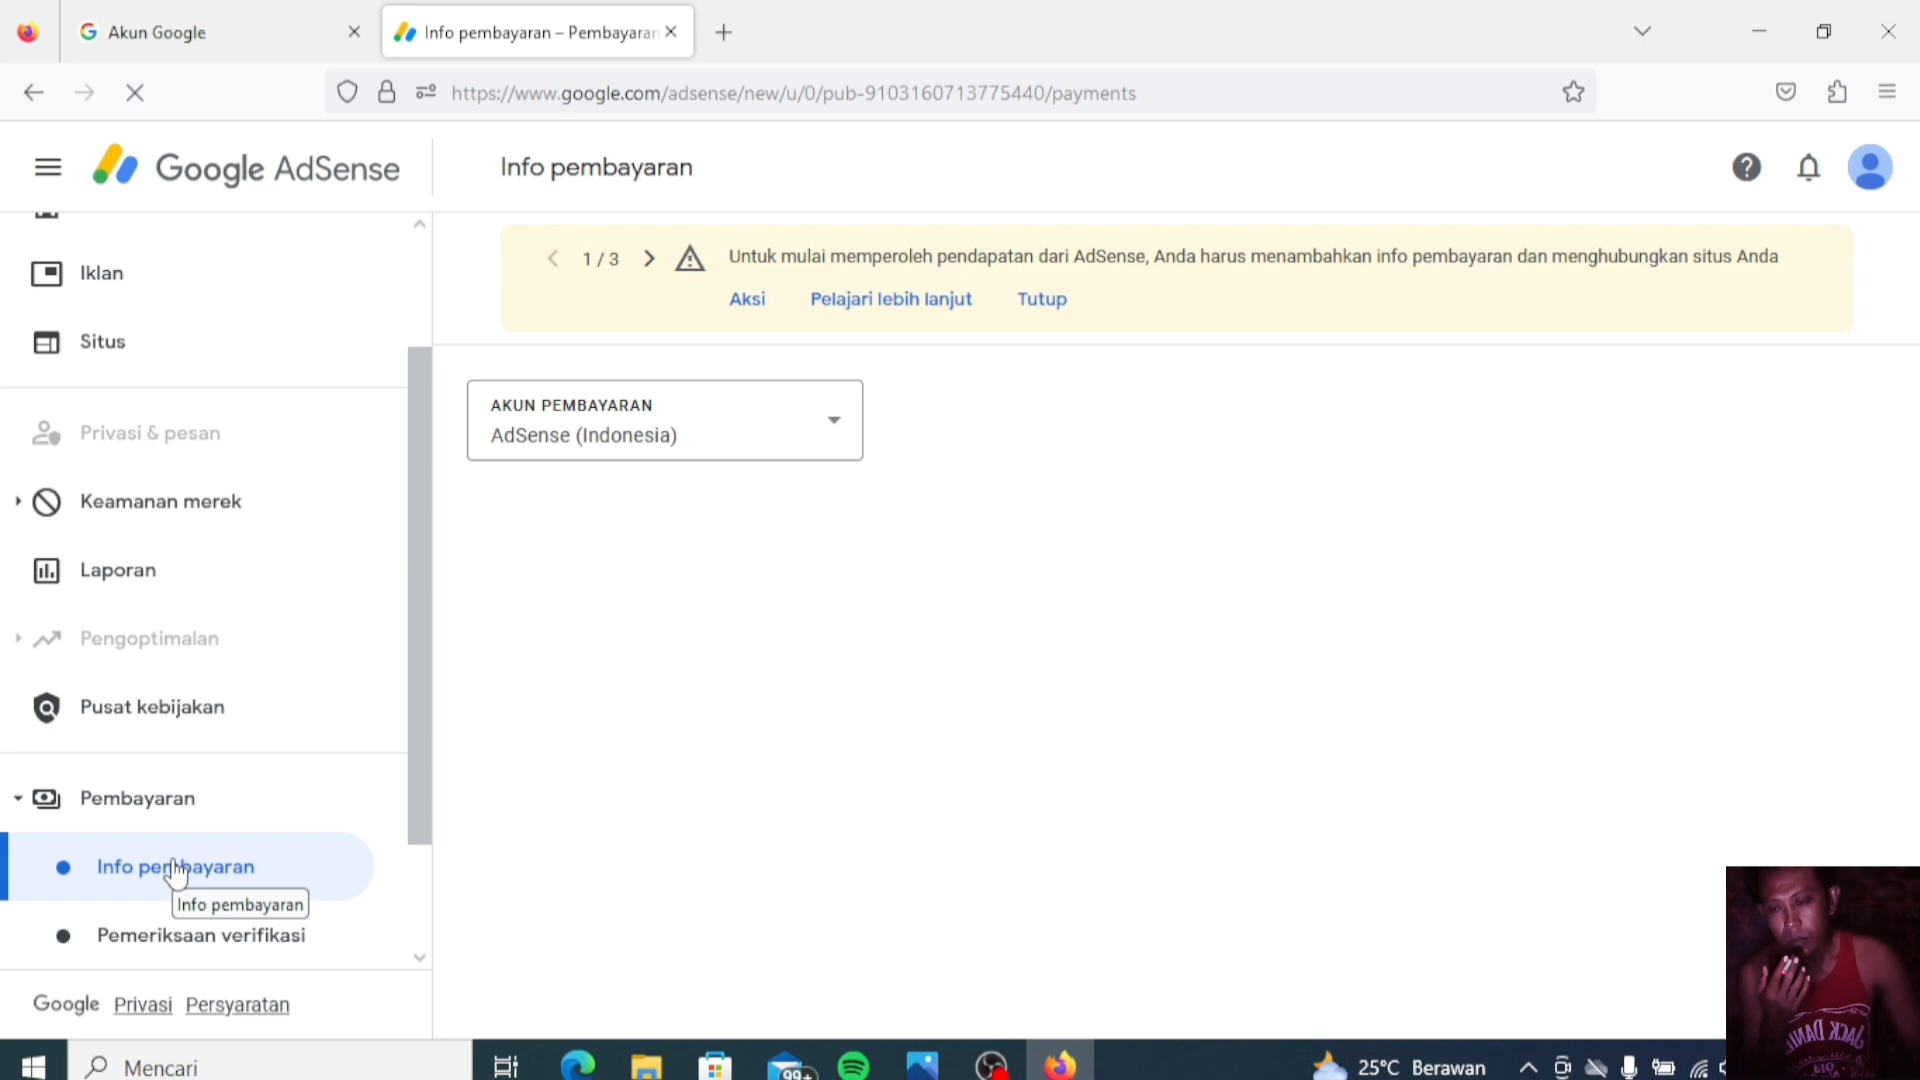 Akun Google
Info pembayaran – Pembayaran
https://www.google.com/adsense/new/u/0/pub-9103160713775440/payments
Google AdSense
Info pembayaran
1 / 3
Untuk mulai memperoleh pendapatan dari AdSense, Anda harus menambahkan info pembayaran dan menghubungkan situs Anda
Aksi
Pelajari lebih lanjut
Tutup
AKUN PEMBAYARAN
AdSense (Indonesia)
Iklan
Situs
Privasi & pesan
Keamanan merek
Laporan
Pengoptimalan
Pusat kebijakan
Pembayaran
Info pembayaran
Info pembayaran
Pemeriksaan verifikasi
Google Privasi Persyaratan
Mencari
99+
25°C Berawan